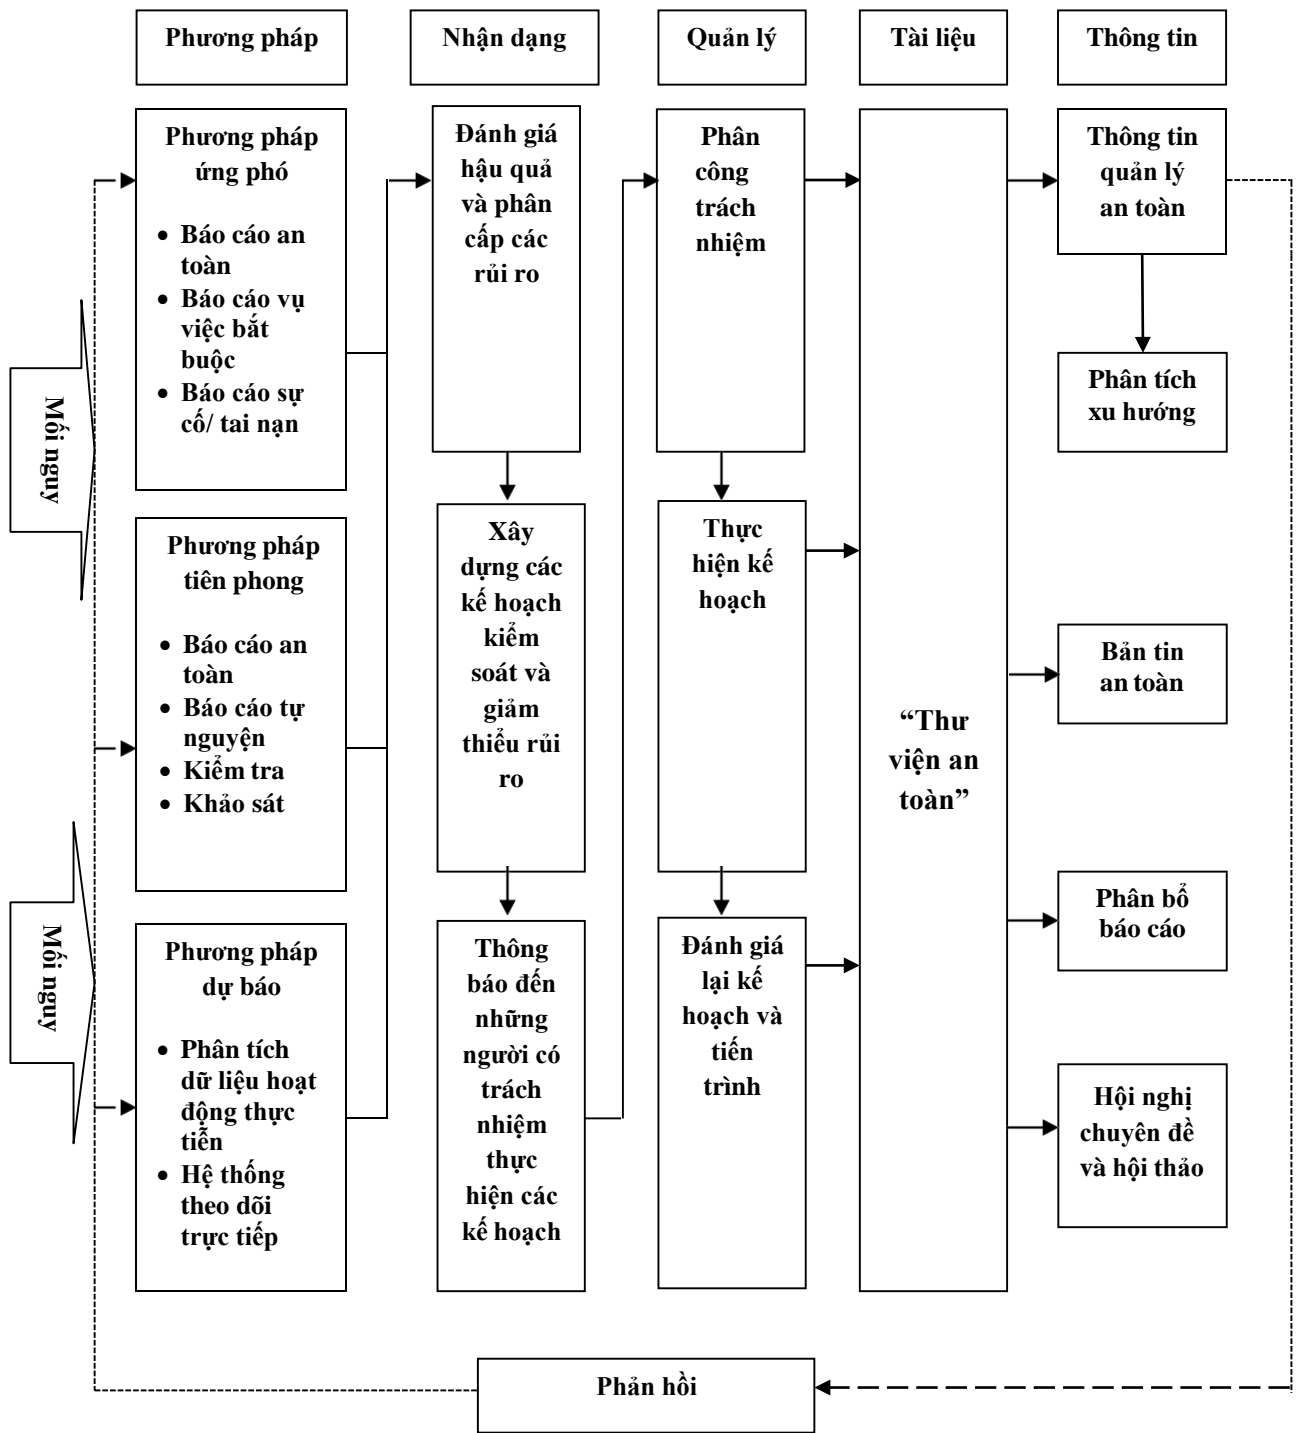 Phương pháp
Nhận dạng
Quản lý
Tài liệu
Thông tin
Mối nguy
Mối nguy
Phương pháp
ứng phó
• Báo cáo an
toàn
• Báo cáo vụ
việc bắt
buộc
• Báo cáo sự
cố/ tai nạn
Phương pháp
tiên phong
• Báo cáo an
toàn
• Báo cáo tự
nguyện
• Kiểm tra
• Khảo sát
Phương pháp
dự báo
• Phân tích
dữ liệu hoạt
động thực
tiễn
• Hệ thống
theo dõi
trực tiếp
Đánh giá
hậu quả
và phân
cấp các
rủi ro
Xây
dựng các
kế hoạch
kiểm
soát và
giảm
thiểu rủi
ro
Thông
báo đến
những
người có
trách
nhiệm
thực
hiện các
kế hoạch
Phân
công
trách
nhiệm
Thực
hiện kế
hoạch
Đánh giá
lại kế
hoạch và
tiến
trình
“Thư
viện an
toàn”
Thông tin
quản lý
an toàn
Phân tích
xu hướng
Bản tin
an toàn
Phân bổ
báo cáo
Hội nghị
chuyên đề
và hội thảo
Phản hồi